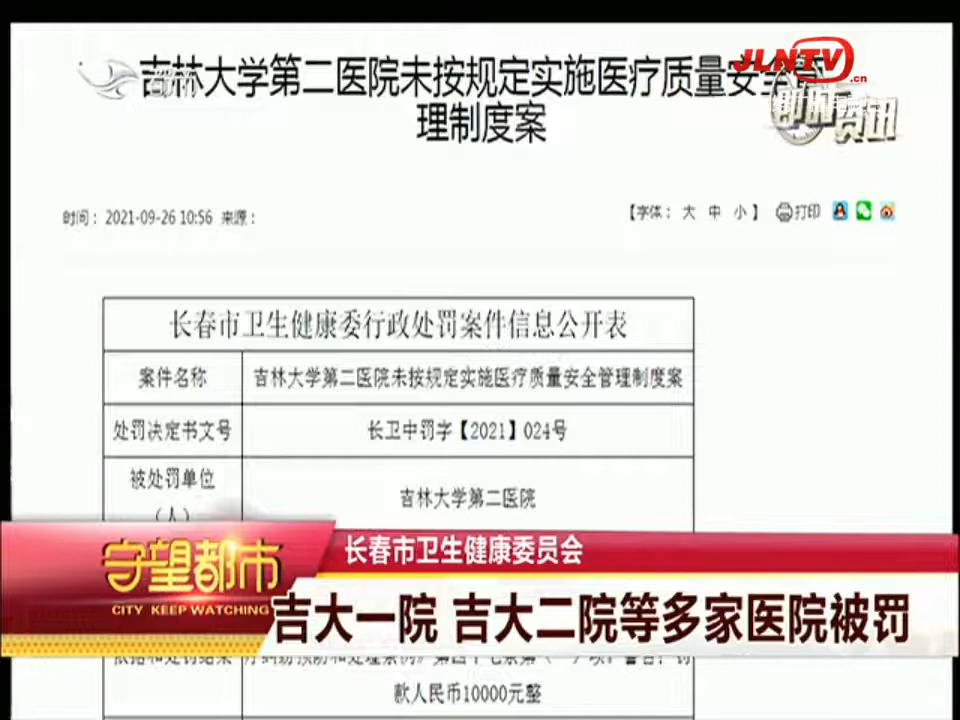 吉林大学第二医院未按规定实施医疗质量安全管
理制度案
JLNTV.cn
即时资讯
时间： 2021-09-26 10:56 来源：
【字体： 大 中 小】 打印
长春市卫生健康委行政处罚案件信息公开表
案件名称 吉林大学第二医院未按规定实施医疗质量安全管理制度案
处罚决定书文号 长卫中罚字【2021】024号
被处罚单位
（人） 吉林大学第二医院
守望都市
CITY KEEP WATCHING
长春市卫生健康委员会
吉大一院 吉大二院等多家医院被罚
款人民币10000元整